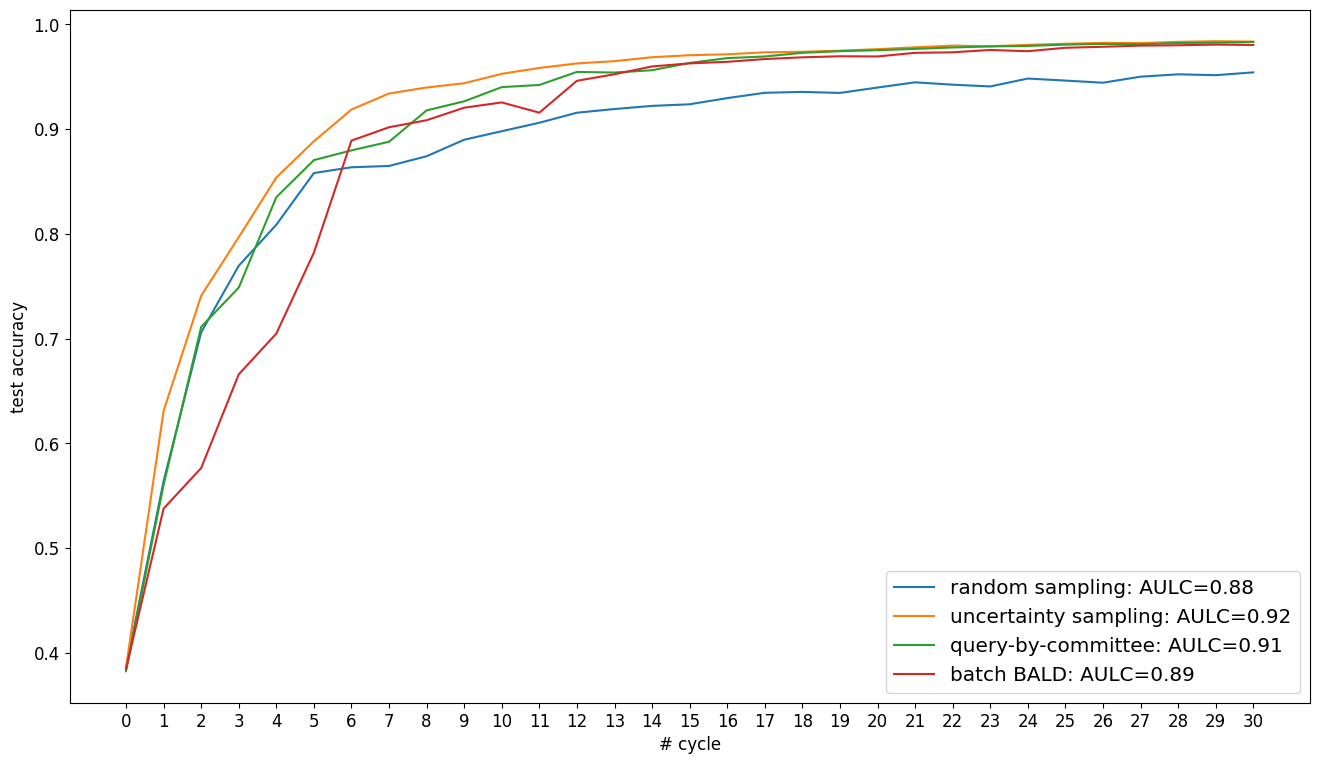 1.0
0.9
0.8
0.7
0.6
0.5
0.4
test accuracy
random sampling: AULC=0.88
uncertainty sampling: AULC=0.92
query-by-committee: AULC=0.91
batch BALD: AULC=0.89
0 1 2 3 4 5 6 7 8 9 10 11 12 13 14 15 16 17 18 19 20 21 22 23 24 25 26 27 28 29 30
# cycle